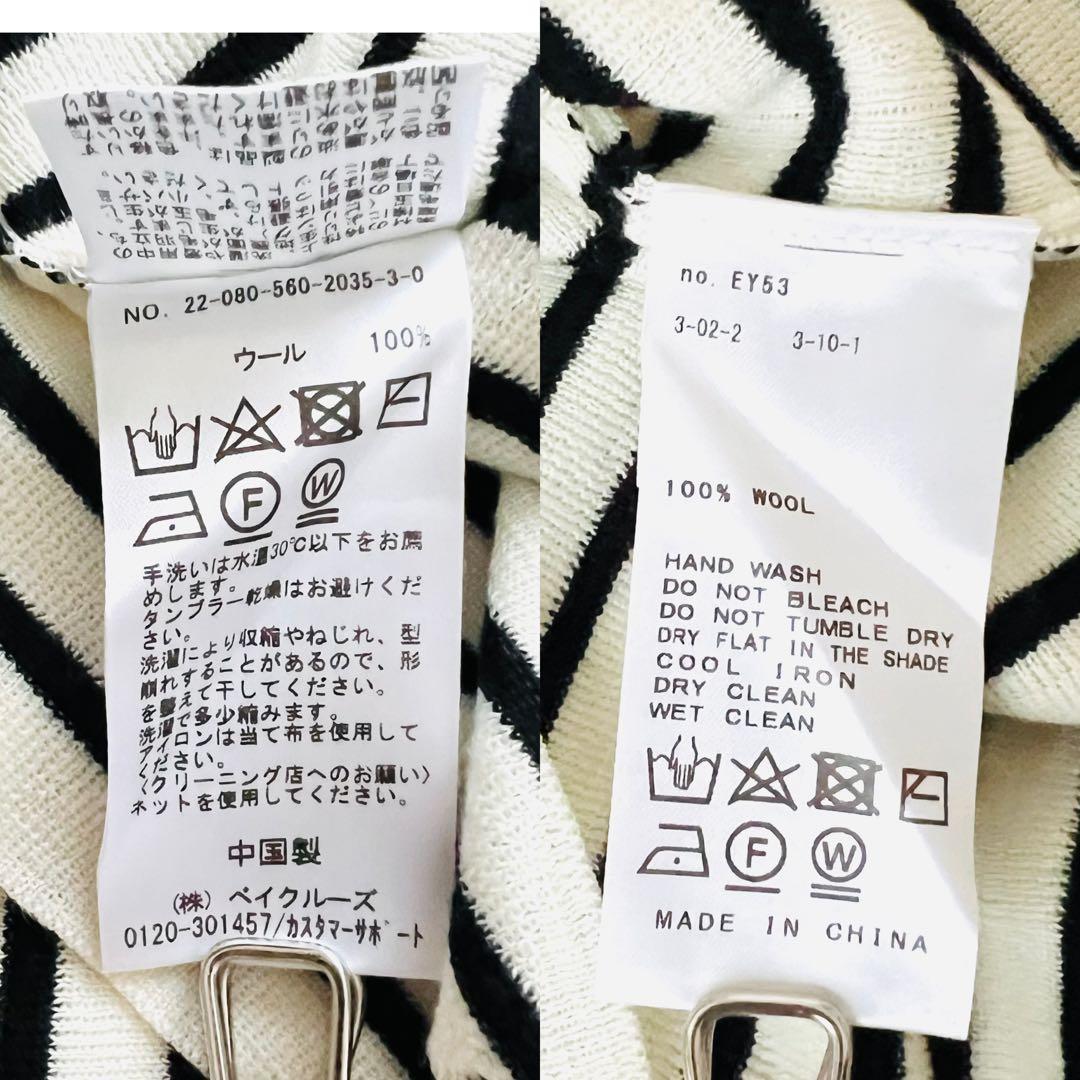 NO. 22-080-560-2035-3-0
ウール 100%
F W
手洗いは水温30℃以下をお薦
めします。
タンブラー乾燥はお避けくだ
さい。
洗濯により収縮やねじれ、型
崩れすることがあるので、形
を整えて干してください。
洗濯で多少縮みます。
アイロンは当て布を使用して
ください。
〈クリーニング店へのお願い〉
ネットを使用してください。
中国製
(株) ベイクルーズ
0120-301457/カスタマーサポート
no. EY53
3-02-2 3-10-1
100% WOOL
HAND WASH
DO NOT BLEACH
DO NOT TUMBLE DRY
DRY FLAT IN THE SHADE
COOL IRON
DRY CLEAN
WET CLEAN
F W
MADE IN CHINA